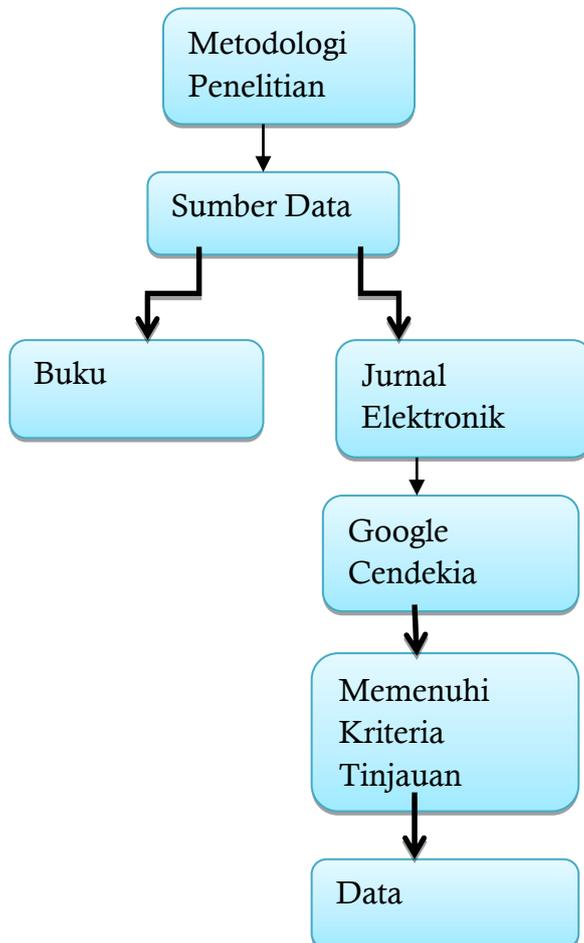 Metodologi
Penelitian
Sumber Data
Buku
Jurnal
Elektronik
Google
Cendekia
Memenuhi
Kriteria
Tinjauan
Data